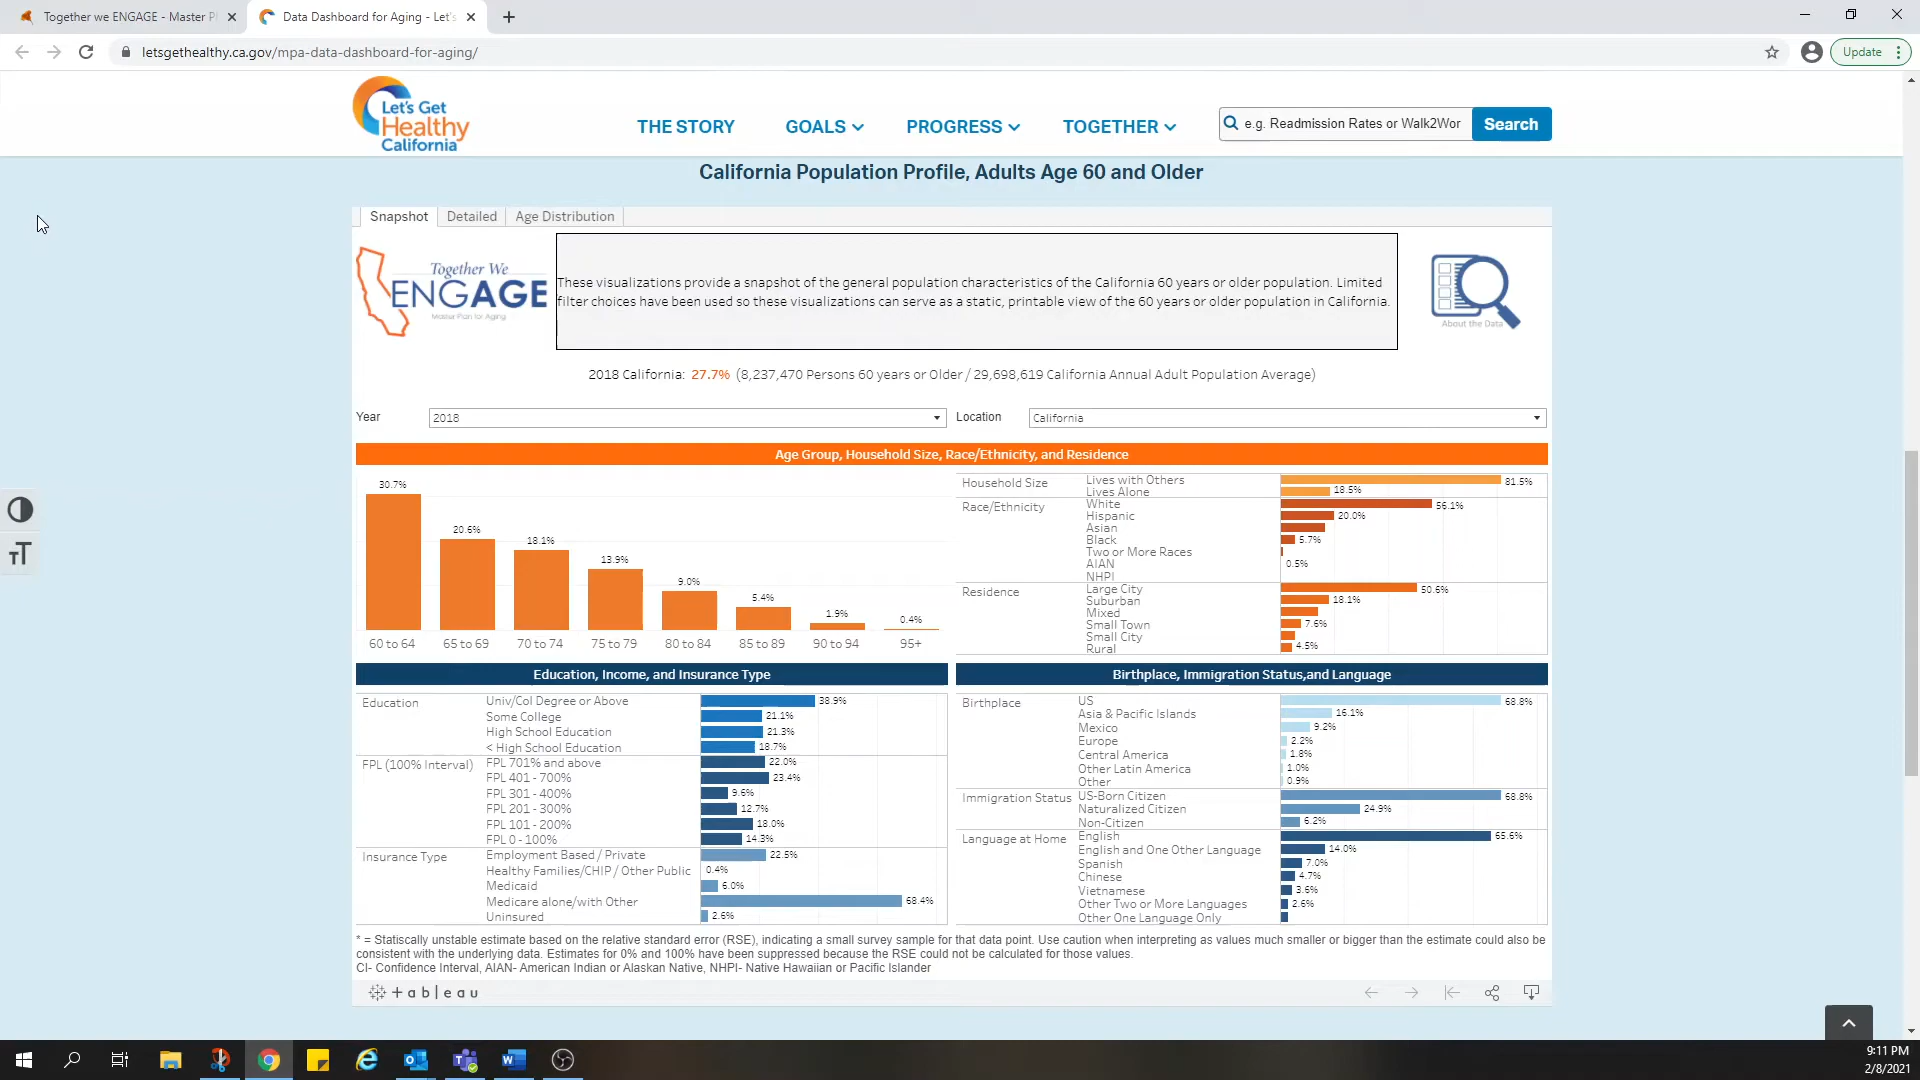 Together we ENGAGE - Master Pl
Data Dashboard for Aging - Let's
letsgethealthy.ca.gov/mpa-data-dashboard-for-aging/
Update
Let's Get
Healthy
California
THE STORY
GOALS
PROGRESS
TOGETHER
e.g. Readmission Rates or Walk2Wor
Search
California Population Profile, Adults Age 60 and Older
Snapshot
Detailed
Age Distribution
Together We
ENGAGE
Master Plan for Aging
These visualizations provide a snapshot of the general population characteristics of the California 60 years or older population. Limited
filter choices have been used so these visualizations can serve as a static, printable view of the 60 years or older population in California.
About the Data
2018 California: 27.7% (8,237,470 Persons 60 years or Older / 29,698,619 California Annual Adult Population Average)
Year
2018
Location
California
Age Group, Household Size, Race/Ethnicity, and Residence
30.7%
20.6%
18.1%
13.9%
9.0%
5.4%
1.9%
0.4%
60 to 64
65 to 69
70 to 74
75 to 79
80 to 84
85 to 89
90 to 94
95+
Household Size
Lives with Others 81.5%
Lives Alone 18.5%
Race/Ethnicity
White 56.1%
Hispanic 20.0%
Asian
Black 5.7%
Two or More Races
AIAN 0.5%
NHPI
Residence
Large City 50.6%
Suburban 18.1%
Mixed
Small Town 7.6%
Small City
Rural 4.5%
Education, Income, and Insurance Type
Education
Univ/Col Degree or Above 38.9%
Some College 21.1%
High School Education 21.3%
< High School Education 18.7%
FPL (100% Interval)
FPL 701% and above 22.0%
FPL 401 - 700% 23.4%
FPL 301 - 400% 9.6%
FPL 201 - 300% 12.7%
FPL 101 - 200% 18.0%
FPL 0 - 100% 14.3%
Insurance Type
Employment Based / Private 22.5%
Healthy Families/CHIP / Other Public 0.4%
Medicaid 6.0%
Medicare alone/with Other 68.4%
Uninsured 2.6%
Birthplace, Immigration Status,and Language
Birthplace
US 68.8%
Asia & Pacific Islands 16.1%
Mexico 9.2%
Europe 2.2%
Central America 1.8%
Other Latin America 1.0%
Other 0.9%
Immigration Status
US-Born Citizen 68.8%
Naturalized Citizen 24.9%
Non-Citizen 6.2%
Language at Home
English 65.6%
English and One Other Language 14.0%
Spanish 7.0%
Chinese 4.7%
Vietnamese 3.6%
Other Two or More Languages 2.6%
Other One Language Only
* = Statiscally unstable estimate based on the relative standard error (RSE), indicating a small survey sample for that data point. Use caution when interpreting as values much smaller or bigger than the estimate could also be
consistent with the underlying data. Estimates for 0% and 100% have been suppressed because the RSE could not be calculated for those values.
CI- Confidence Interval, AIAN- American Indian or Alaskan Native, NHPI- Native Hawaiian or Pacific Islander
+ a b l e a u
9:11 PM
2/8/2021